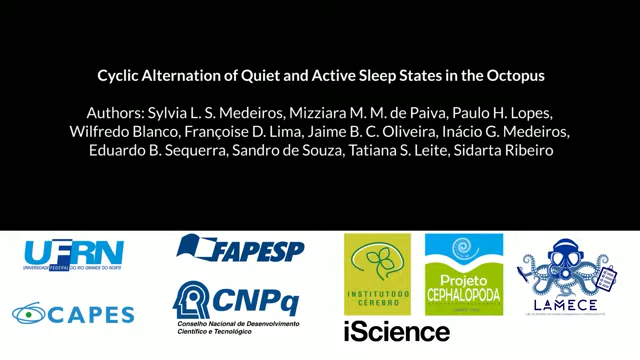 Cyclic Alternation of Quiet and Active Sleep States in the Octopus
Authors: Sylvia L. S. Medeiros, Mizziara M. M. de Paiva, Paulo H. Lopes,
Wilfredo Blanco, Françoise D. Lima, Jaime B. C. Oliveira, Inácio G. Medeiros,
Eduardo B. Sequerra, Sandro de Souza, Tatiana S. Leite, Sidarta Ribeiro
UFRN
UNIVERSIDADE FEDERAL DO RIO GRANDE DO NORTE
FAPESP
INSTITUTO DO CÉREBRO
Projeto
CEPHALOPODA
LAMECE
CAPES
CNPq
Conselho Nacional de Desenvolvimento
Científico e Tecnológico
iScience